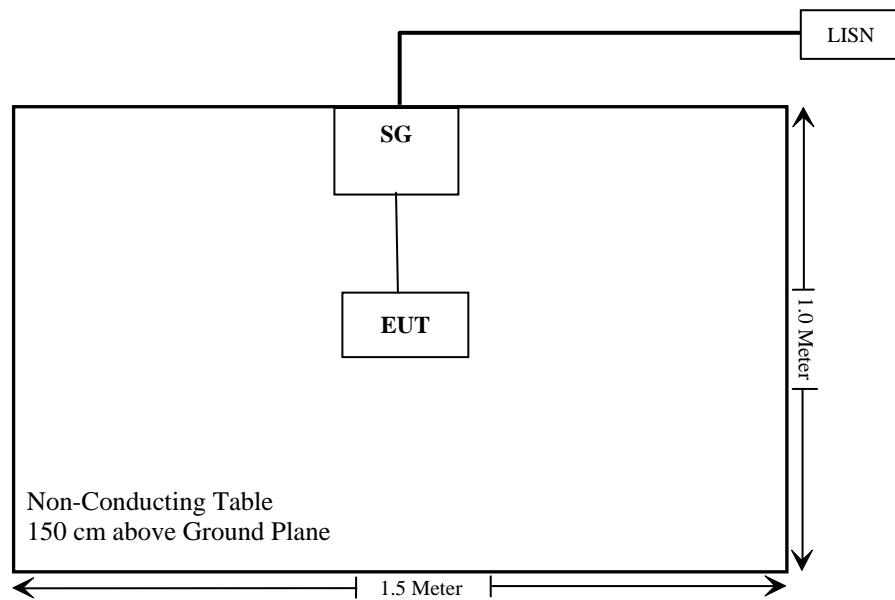 LISN
SG
EUT
1.0 Meter
Non-Conducting Table
150 cm above Ground Plane
1.5 Meter